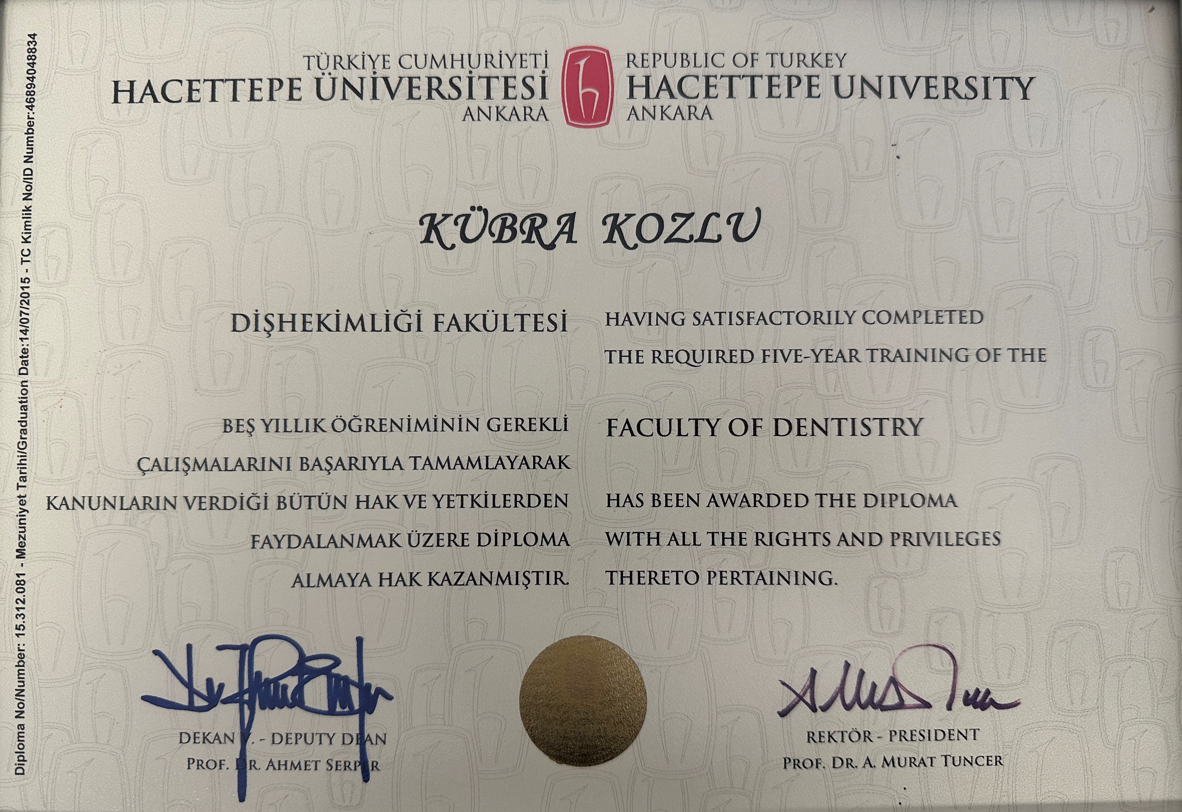 TÜRKİYE CUMHURİYETİ
HACETTEPE ÜNİVERSİTESİ
ANKARA
REPUBLIC OF TURKEY
HACETTEPE UNIVERSITY
ANKARA
KÜBRA KOZLU
DİŞHEKİMLİĞİ FAKÜLTESİ
BEŞ YILLIK ÖĞRENİMİNİN GEREKLİ
ÇALIŞMALARINI BAŞARIYLA TAMAMLAYARAK
KANUNLARIN VERDİĞİ BÜTÜN HAK VE YETKİLERDEN
FAYDALANMAK ÜZERE DİPLOMA
ALMAYA HAK KAZANMIŞTIR.
HAVING SATISFACTORILY COMPLETED
THE REQUIRED FIVE-YEAR TRAINING OF THE
FACULTY OF DENTISTRY
HAS BEEN AWARDED THE DIPLOMA
WITH ALL THE RIGHTS AND PRIVILEGES
THERETO PERTAINING.
DEKAN V. - DEPUTY DEAN
PROF. DR. AHMET SERPER
REKTÖR - PRESIDENT
PROF. DR. A. MURAT TUNCER
Diploma No/Number: 15.312.081 - Mezuniyet Tarihi/Graduation Date:14/07/2015 - TC Kimlik No/ID Number:46894048834